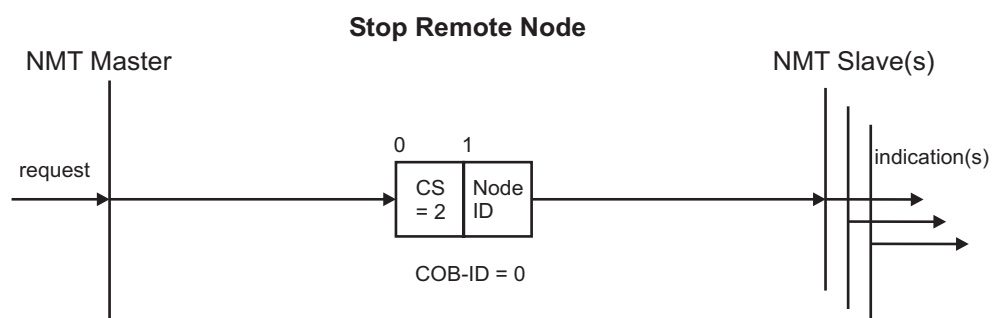 Stop Remote Node
NMT Master
NMT Slave(s)
0 1
request
indication(s)
CS Node
= 2 ID
COB-ID = 0